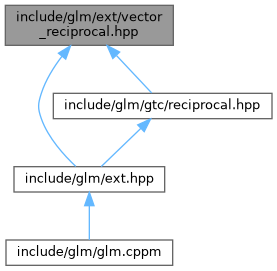 include/glm/ext/vector
_reciprocal.hpp
include/glm/gtc/reciprocal.hpp
include/glm/ext.hpp
include/glm/glm.cppm